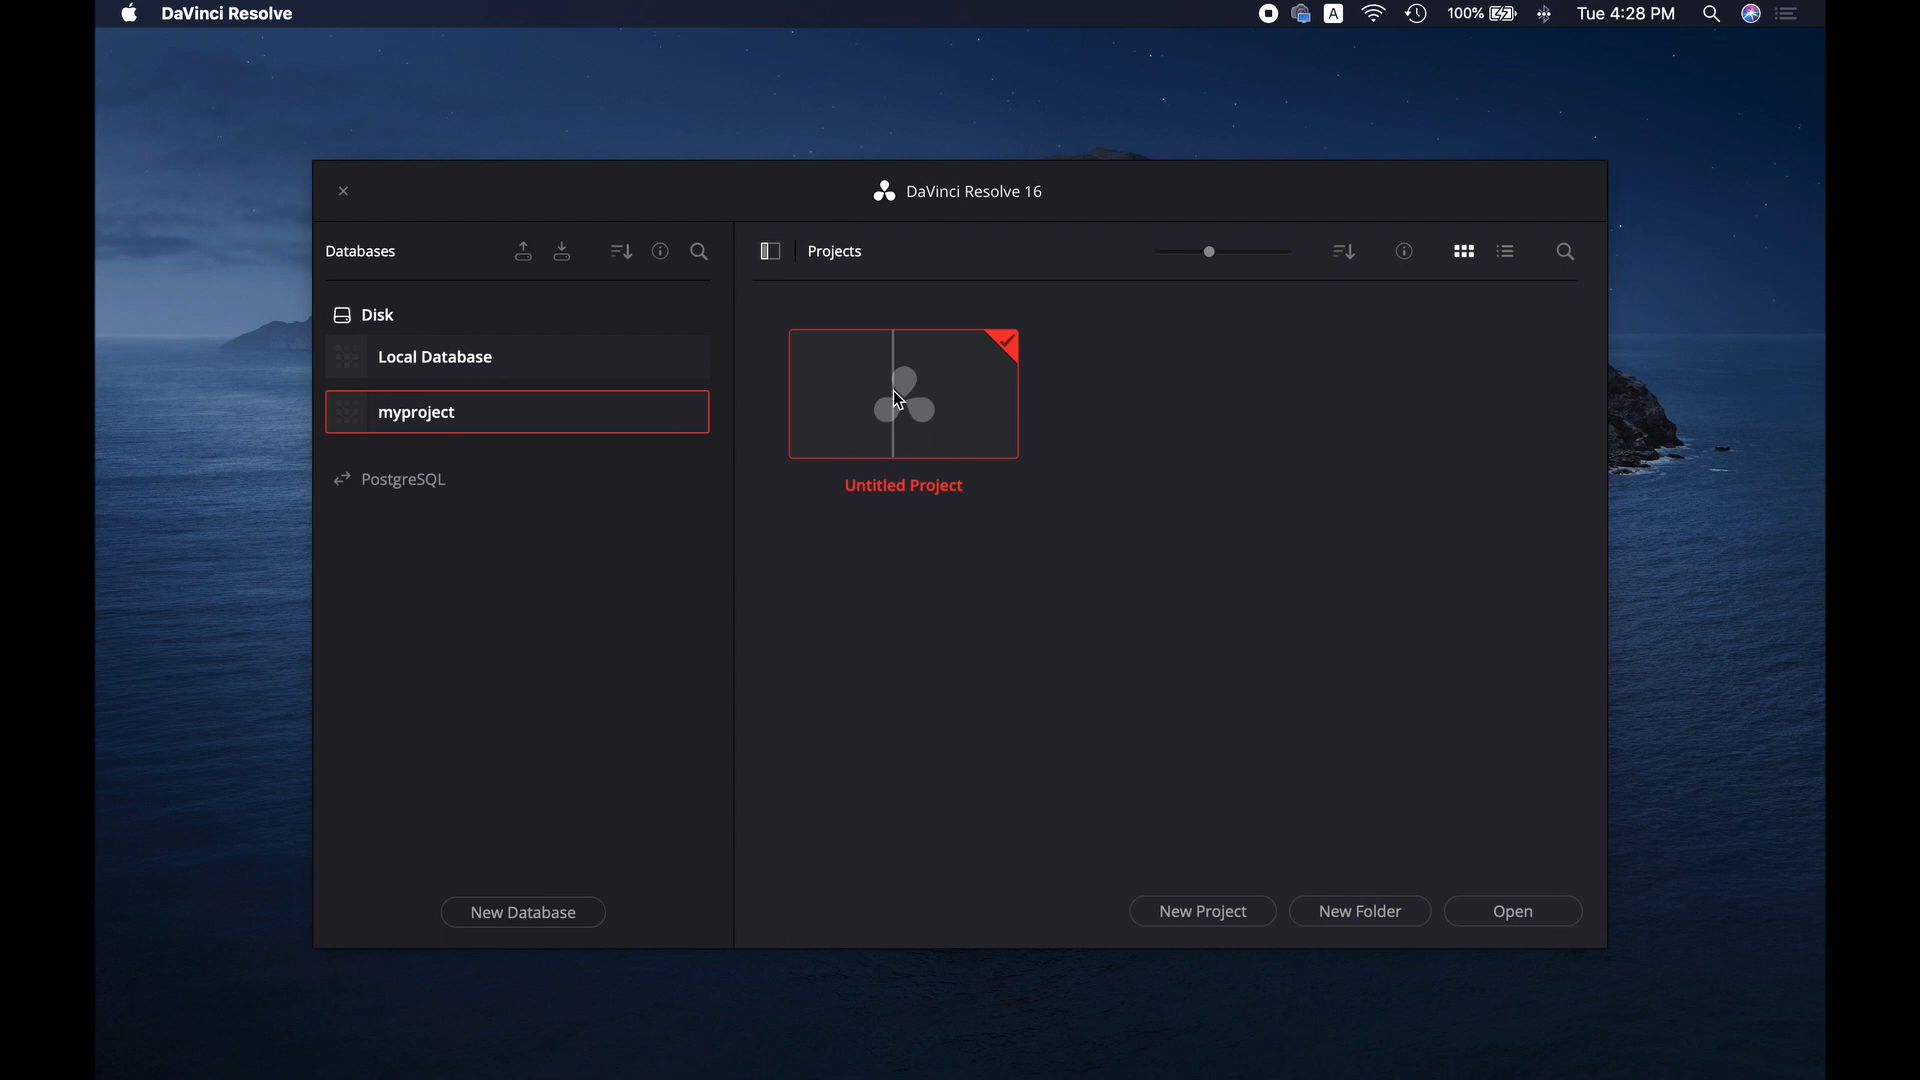 DaVinci Resolve
A
100%
Tue 4:28 PM
DaVinci Resolve 16
Databases
Projects
Disk
Local Database
myproject
PostgreSQL
Untitled Project
New Database
New Project
New Folder
Open